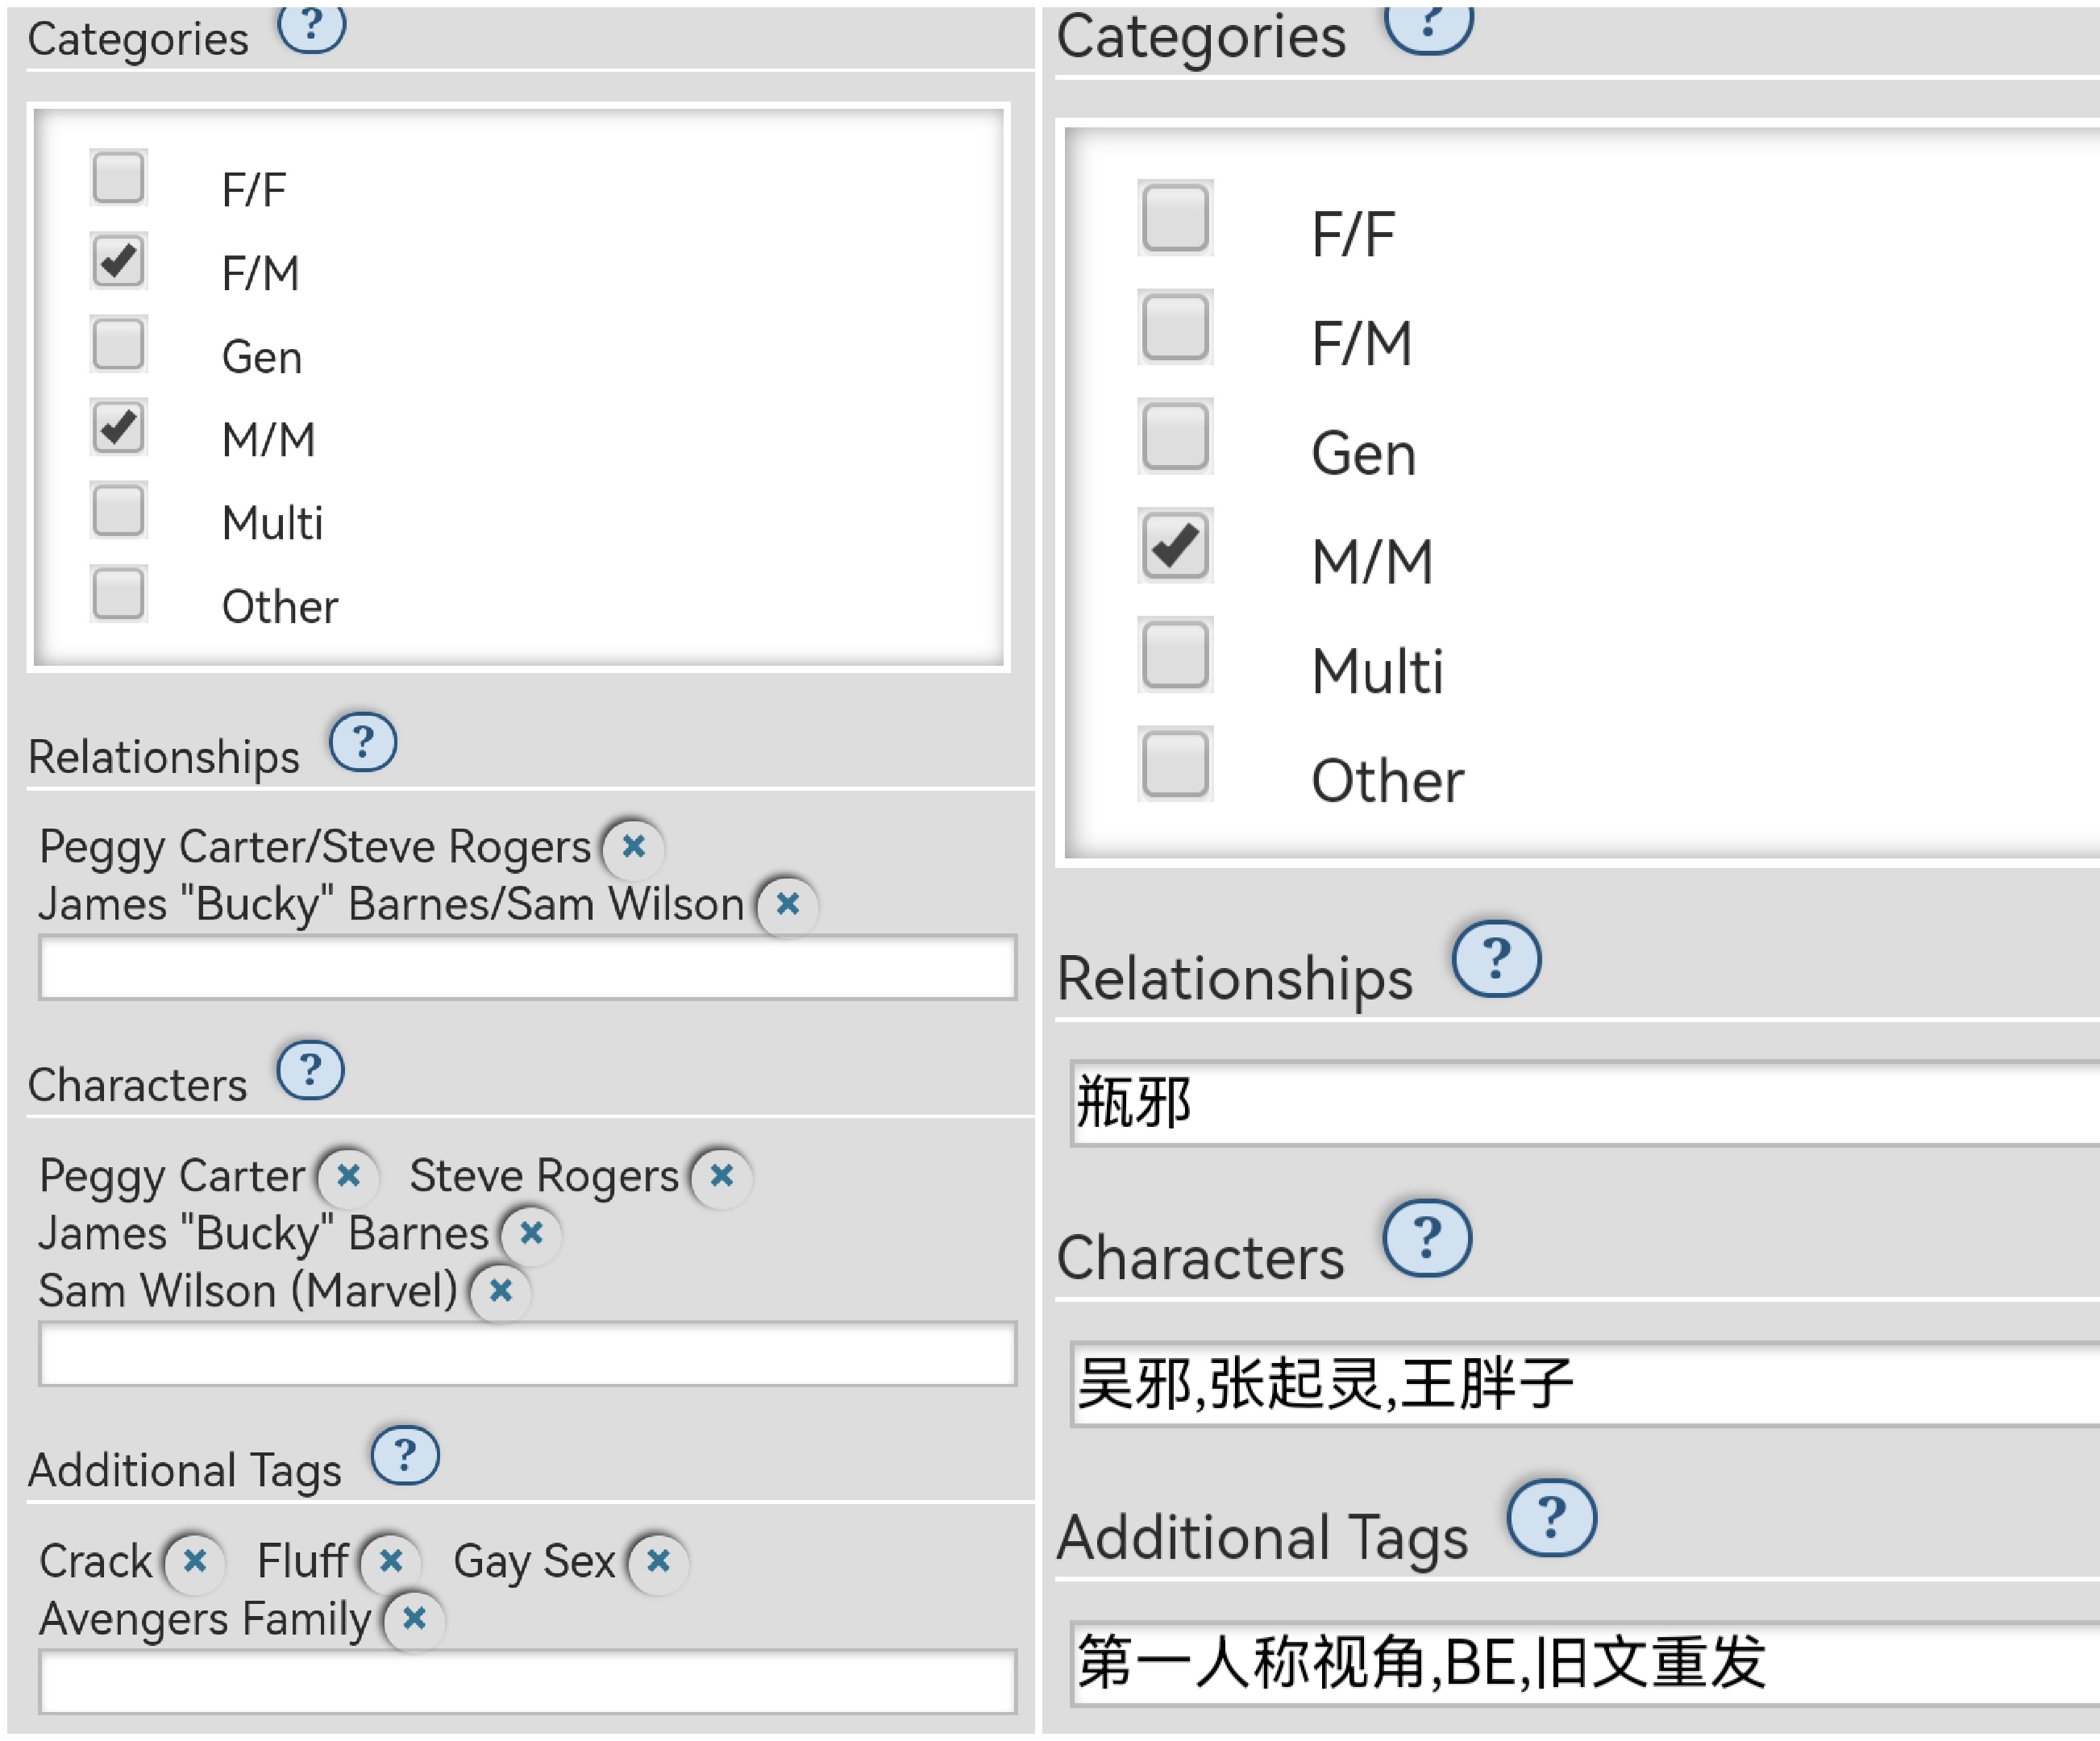 Categories ?
F/F
F/M
Gen
M/M
Multi
Other
Relationships ?
Peggy Carter/Steve Rogers ×
James "Bucky" Barnes/Sam Wilson ×
Characters ?
Peggy Carter × Steve Rogers ×
James "Bucky" Barnes ×
Sam Wilson (Marvel) ×
Additional Tags ?
Crack × Fluff × Gay Sex ×
Avengers Family ×
Categories ?
F/F
F/M
Gen
M/M
Multi
Other
Relationships ?
瓶邪
Characters ?
吴邪,张起灵,王胖子
Additional Tags ?
第一人称视角,BE,旧文重发